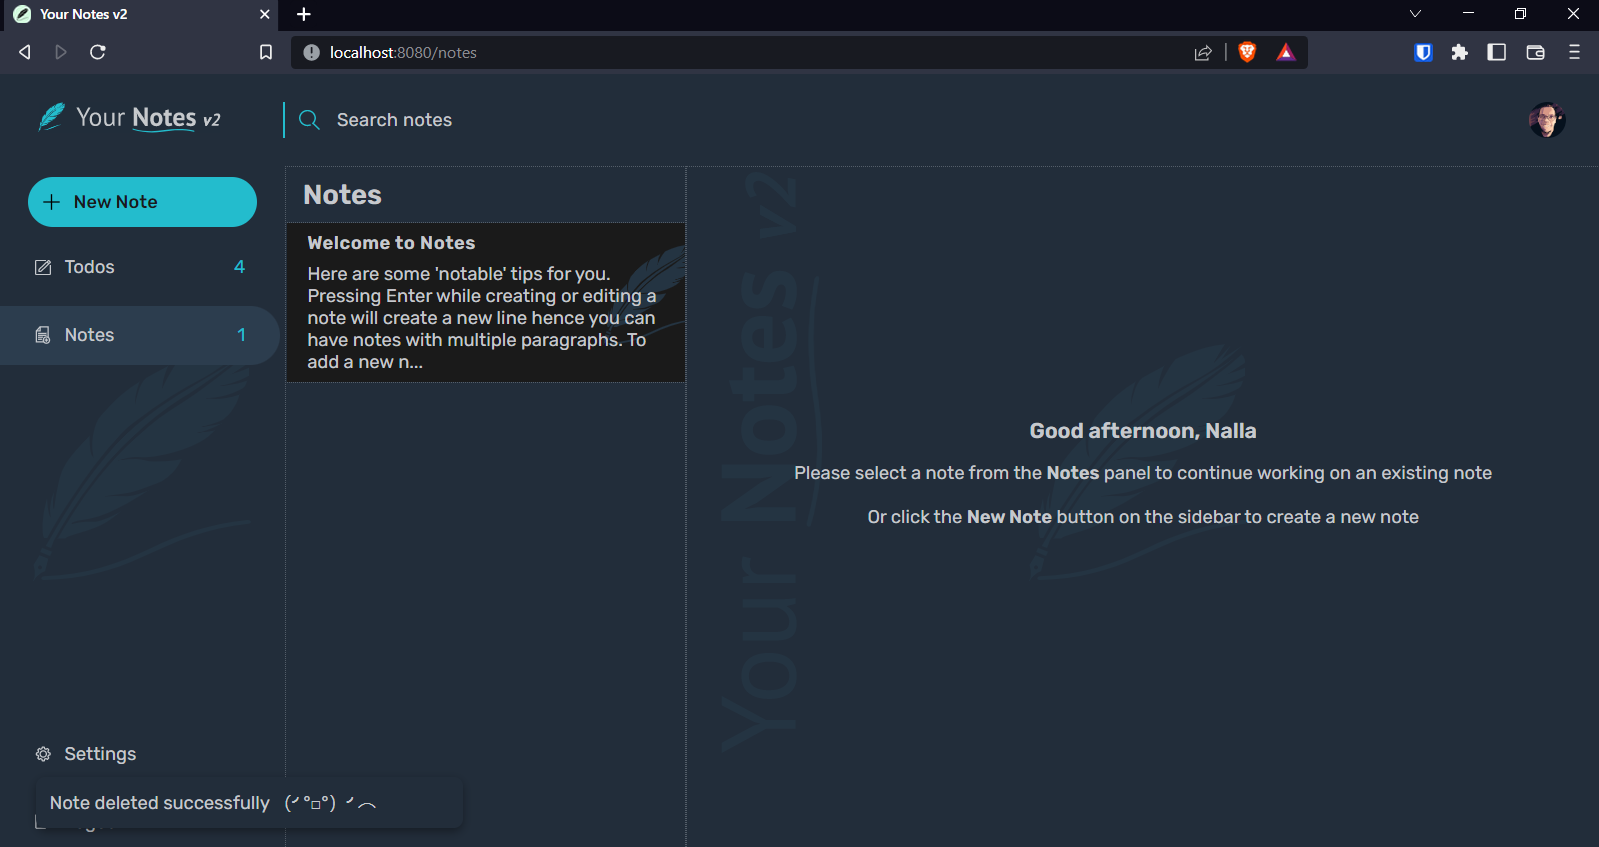 Your Notes v2
localhost:8080/notes
Your Notes v2
Search notes
New Note
Todos 4
Notes 1
Settings
Note deleted successfully (╯°□°)╯︵
Notes
Welcome to Notes
Here are some 'notable' tips for you.
Pressing Enter while creating or editing a
note will create a new line hence you can
have notes with multiple paragraphs. To
add a new n...
Your Notes v2
Good afternoon, Nalla
Please select a note from the Notes panel to continue working on an existing note
Or click the New Note button on the sidebar to create a new note